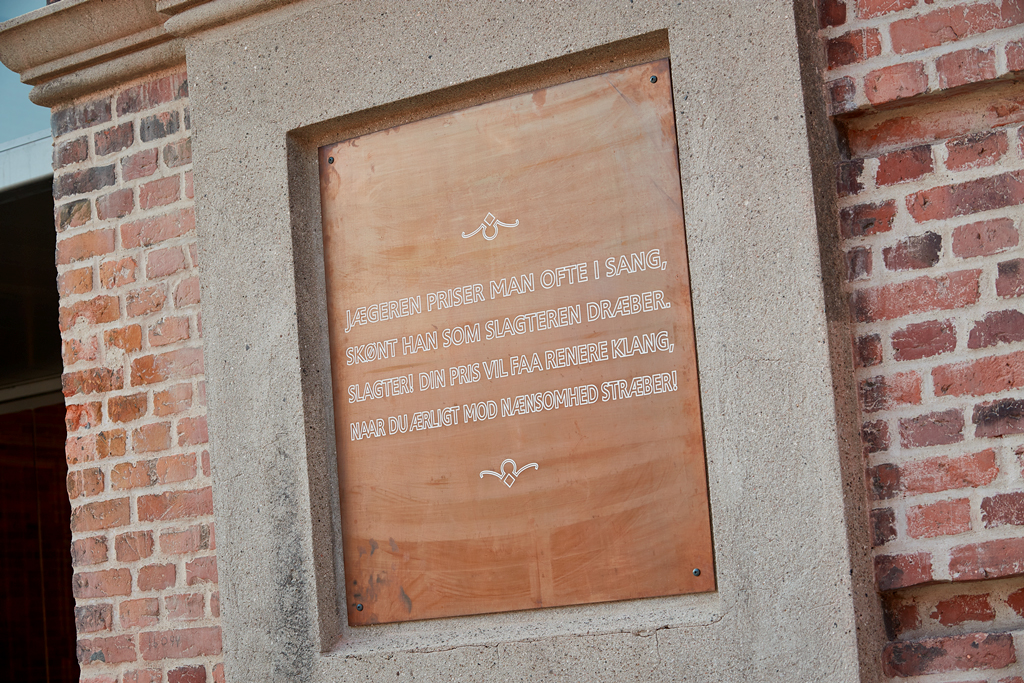 JÆGEREN PRISER MAN OFTE I SANG,
SKØNT HAN SOM SLAGTEREN DRÆBER.
SLAGTER! DIN PRIS VIL FAA RENERE KLANG,
NAAR DU ÆRLIGT MOD NÆNSOMHED STRÆBER!